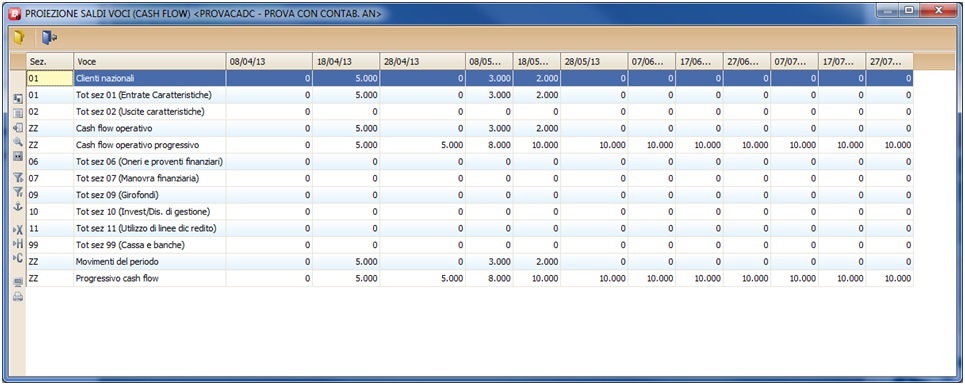 PROIEZIONE SALDI VOCI (CASH FLOW) <PROVACADC - PROVA CON CONTAB. AN>
Sez. Voce 08/04/13 18/04/13 28/04/13 08/05... 18/05... 28/05/13 07/06... 17/06... 27/06... 07/07... 17/07... 27/07...
01 Clienti nazionali 0 5.000 0 3.000 2.000 0 0 0 0 0 0 0
01 Tot sez 01 (Entrate Caratteristiche) 0 5.000 0 3.000 2.000 0 0 0 0 0 0 0
02 Tot sez 02 (Uscite caratteristiche) 0 0 0 0 0 0 0 0 0 0 0 0
ZZ Cash flow operativo 0 5.000 0 3.000 2.000 0 0 0 0 0 0 0
ZZ Cash flow operativo progressivo 0 5.000 5.000 8.000 10.000 10.000 10.000 10.000 10.000 10.000 10.000 10.000
06 Tot sez 06 (Oneri e proventi finanziari) 0 0 0 0 0 0 0 0 0 0 0 0
07 Tot sez 07 (Manovra finanziaria) 0 0 0 0 0 0 0 0 0 0 0 0
09 Tot sez 09 (Girofondi) 0 0 0 0 0 0 0 0 0 0 0 0
10 Tot sez 10 (Invest/Dis. di gestione) 0 0 0 0 0 0 0 0 0 0 0 0
11 Tot sez 11 (Utilizzo di linee dic redito) 0 0 0 0 0 0 0 0 0 0 0 0
99 Tot sez 99 (Cassa e banche) 0 0 0 0 0 0 0 0 0 0 0 0
ZZ Movimenti del periodo 0 5.000 0 3.000 2.000 0 0 0 0 0 0 0
ZZ Progressivo cash flow 0 5.000 5.000 8.000 10.000 10.000 10.000 10.000 10.000 10.000 10.000 10.000